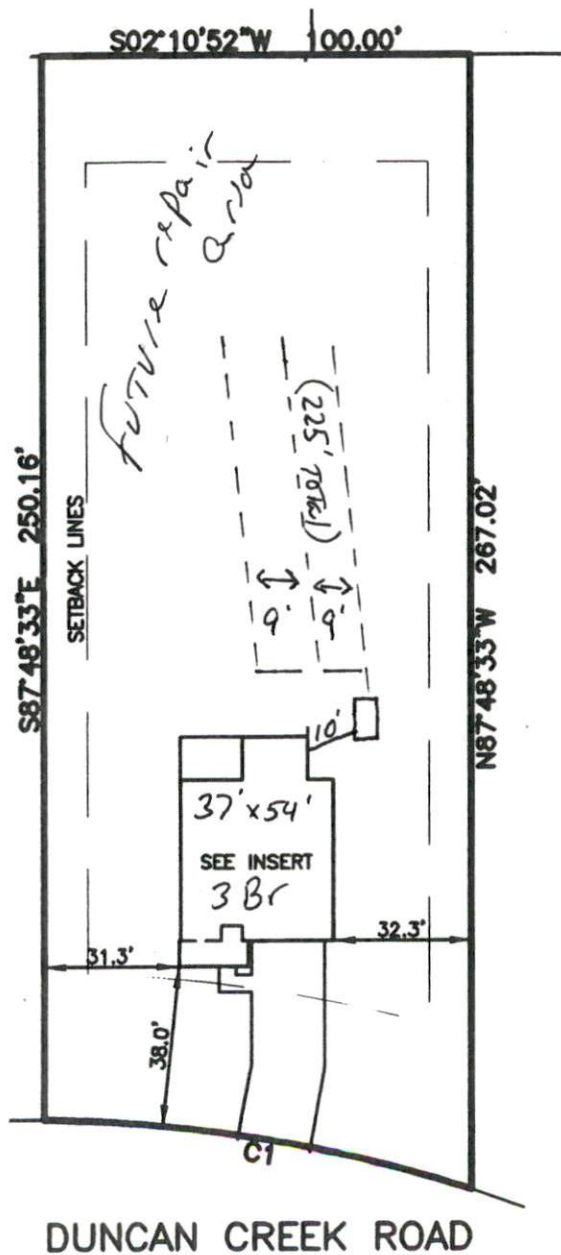 S02°10'52"W 100.00'
Future repair
area
S87°48'33"E 250.16'
SETBACK LINES
(225' Total)
9' 9'
N87°48'33"W 267.02'
10'
37' x 54'
SEE INSERT
3 Br
31.3' 32.3'
38.0'
C1
DUNCAN CREEK ROAD